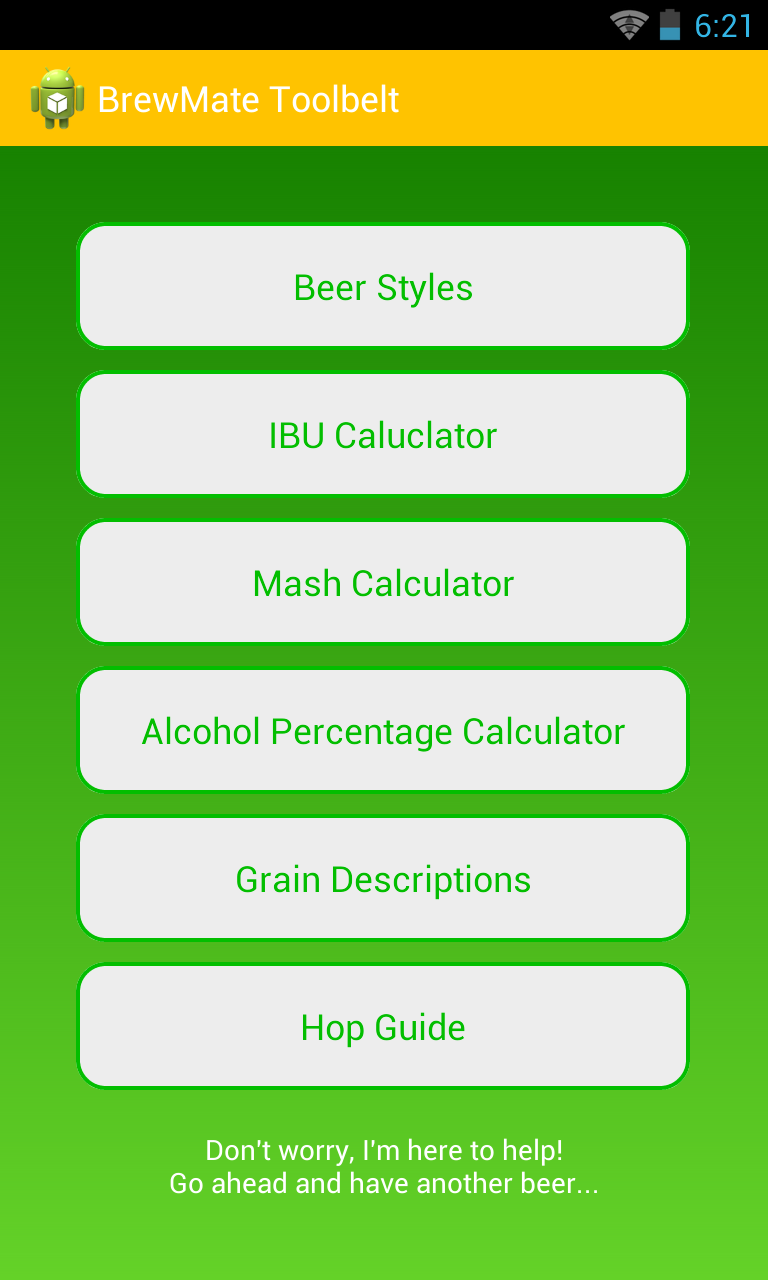 6:21
BrewMate Toolbelt
Beer Styles
IBU Caluclator
Mash Calculator
Alcohol Percentage Calculator
Grain Descriptions
Hop Guide
Don't worry, I'm here to help!
Go ahead and have another beer...